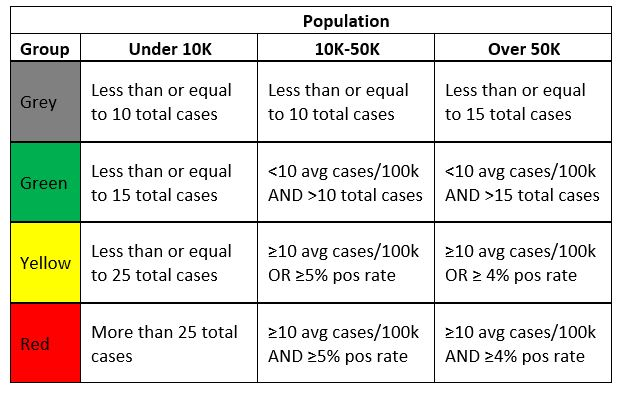 Population
Group Under 10K 10K-50K Over 50K
Grey
Less than or equal
to 10 total cases
Less than or equal
to 10 total cases
Less than or equal
to 15 total cases
Green
Less than or equal
to 15 total cases
<10 avg cases/100k
AND >10 total cases
<10 avg cases/100k
AND >15 total cases
Yellow
Less than or equal
to 25 total cases
≥10 avg cases/100k
OR ≥5% pos rate
≥10 avg cases/100k
OR ≥ 4% pos rate
Red
More than 25 total
cases
≥10 avg cases/100k
AND ≥5% pos rate
≥10 avg cases/100k
AND ≥4% pos rate